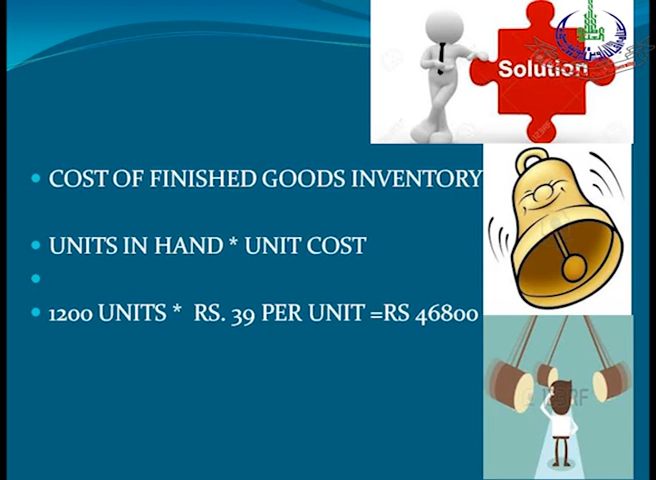 Solution
COST OF FINISHED GOODS INVENTORY
UNITS IN HAND * UNIT COST
1200 UNITS * RS. 39 PER UNIT =RS 46800
123RF